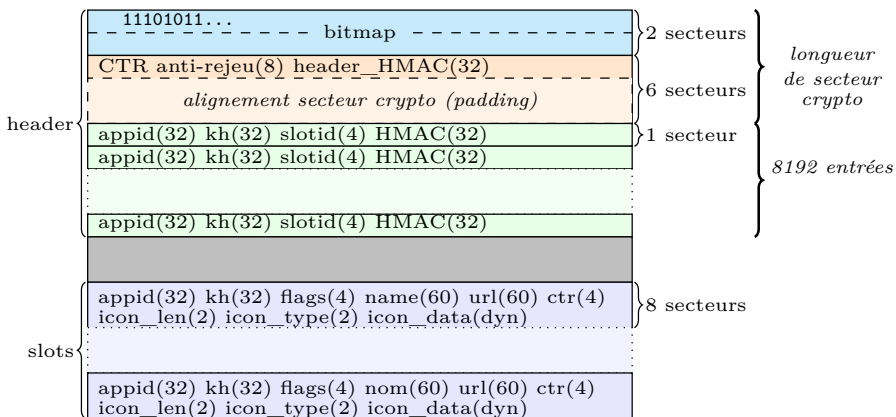 11101011...
bitmap
2 secteurs
CTR anti-rejeu(8) header_HMAC(32)
alignement secteur crypto (padding)
6 secteurs
longueur
de secteur
crypto
header
appid(32) kh(32) slotid(4) HMAC(32)
1 secteur
appid(32) kh(32) slotid(4) HMAC(32)
8192 entrées
appid(32) kh(32) slotid(4) HMAC(32)
appid(32) kh(32) flags(4) name(60) url(60) ctr(4)
icon_len(2) icon_type(2) icon_data(dyn)
8 secteurs
slots
appid(32) kh(32) flags(4) nom(60) url(60) ctr(4)
icon_len(2) icon_type(2) icon_data(dyn)